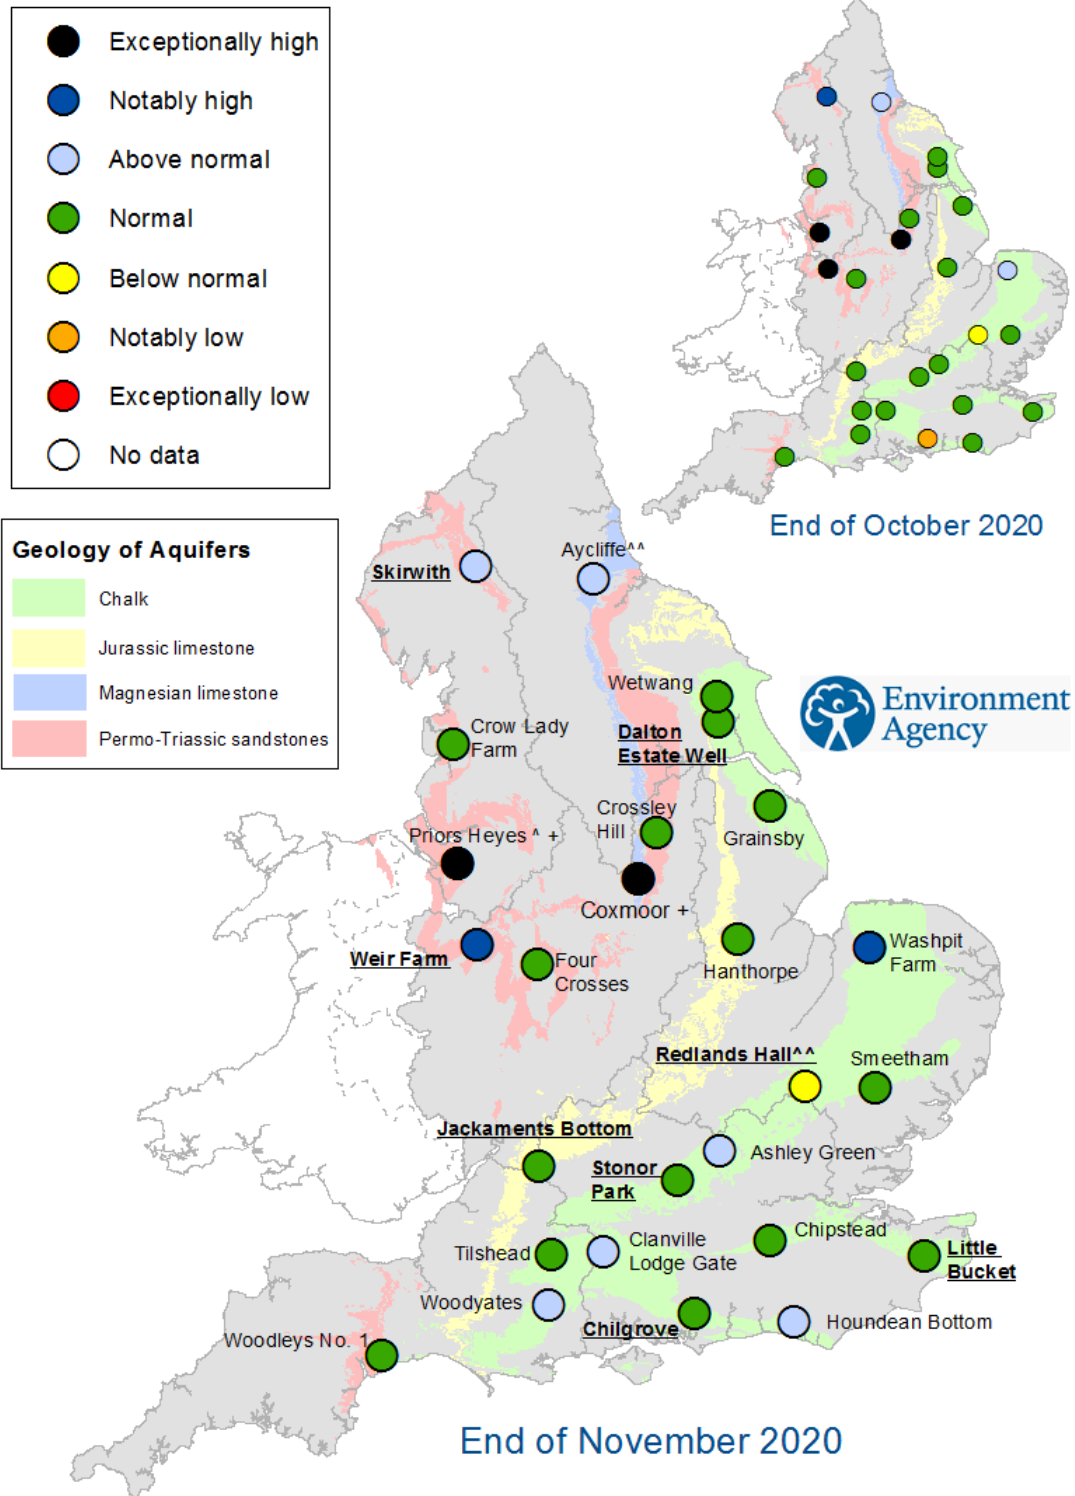 Exceptionally high
Notably high
Above normal
Normal
Below normal
Notably low
Exceptionally low
No data
End of October 2020
Geology of Aquifers
Chalk
Jurassic limestone
Magnesian limestone
Permo-Triassic sandstones
Environment
Agency
Aycliffe^^
Skirwith
Wetwang
Dalton
Estate Well
Crow Lady
Farm
Crossley
Hill
Grainsby
Priors Heyes ^ +
Coxmoor +
Weir Farm
Four
Crosses
Hanthorpe
Washpit
Farm
Redlands Hall^^
Smeetham
Jackaments Bottom
Ashley Green
Stonor
Park
Tilshead
Clanville
Lodge Gate
Chipstead
Little
Bucket
Woodyates
Chilgrove
Houndean Bottom
Woodleys No. 1
End of November 2020